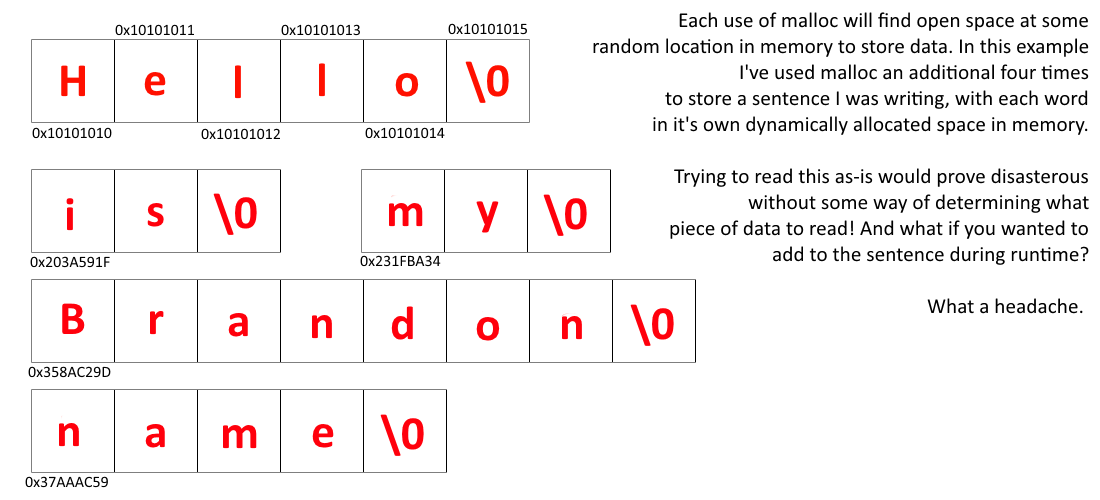 0x10101011 0x10101013 0x10101015
H e l l o \0
0x10101010 0x10101012 0x10101014
i s \0 m y \0
0x203A591F 0x231FBA34
B r a n d o n \0
0x358AC29D
n a m e \0
0x37AAAC59
Each use of malloc will find open space at some
random location in memory to store data. In this example
I've used malloc an additional four times
to store a sentence I was writing, with each word
in it's own dynamically allocated space in memory.
Trying to read this as-is would prove disasterous
without some way of determining what
piece of data to read! And what if you wanted to
add to the sentence during runtime?
What a headache.